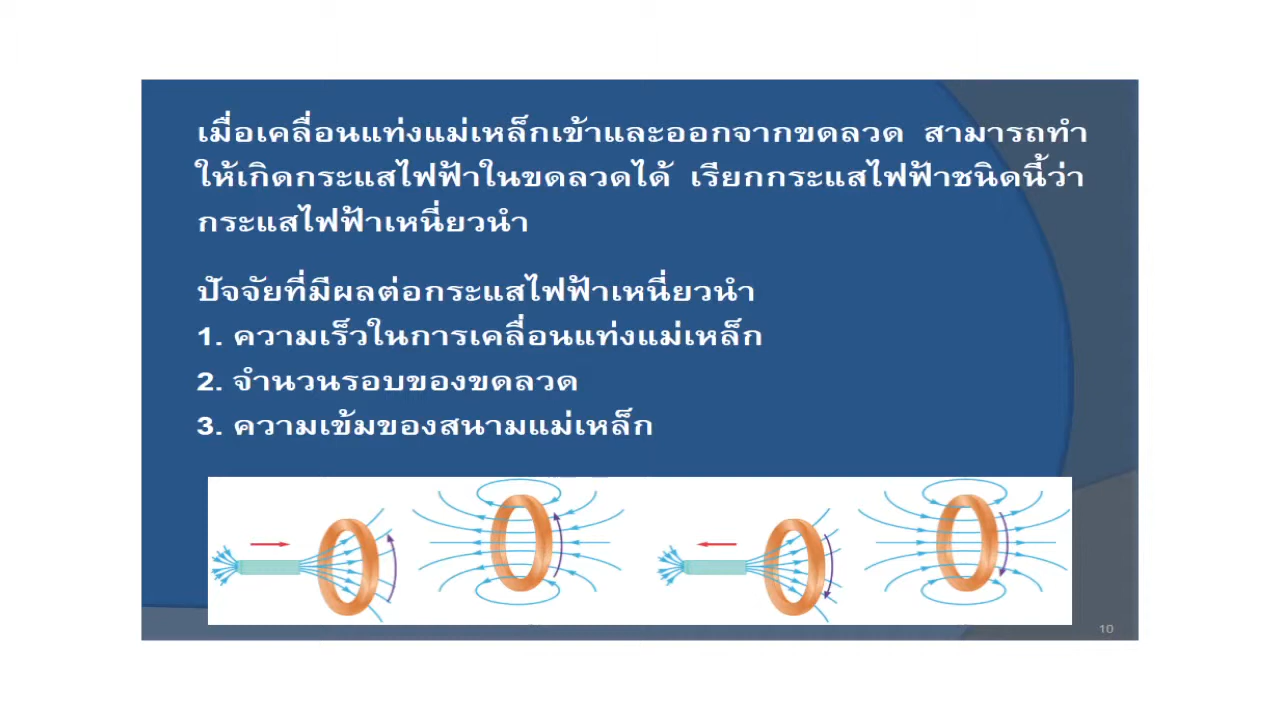 เมื่อเคลื่อนแท่งแม่เหล็กเข้าและออกจากขดลวด สามารถทำ
ให้เกิดกระแสไฟฟ้าในขดลวดได้ เรียกกระแสไฟฟ้าชนิดนี้ว่า
กระแสไฟฟ้าเหนี่ยวนำ
ปัจจัยที่มีผลต่อกระแสไฟฟ้าเหนี่ยวนำ
1. ความเร็วในการเคลื่อนแท่งแม่เหล็ก
2. จำนวนรอบของขดลวด
3. ความเข้มของสนามแม่เหล็ก
10